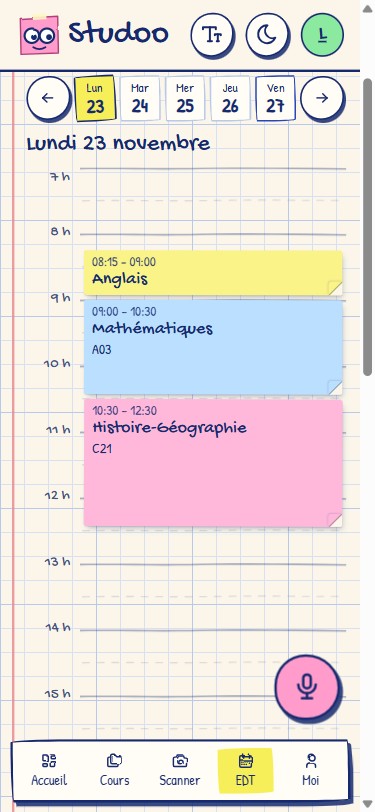 Studoo
Tт
L
Lun
23
Mar
24
Mer
25
Jeu
26
Ven
27
Lundi 23 novembre
7 h
8 h
08:15 – 09:00
Anglais
9 h
09:00 – 10:30
Mathématiques
A03
10 h
10:30 – 12:30
Histoire-Géographie
C21
11 h
12 h
13 h
14 h
15 h
Accueil
Cours
Scanner
EDT
Moi